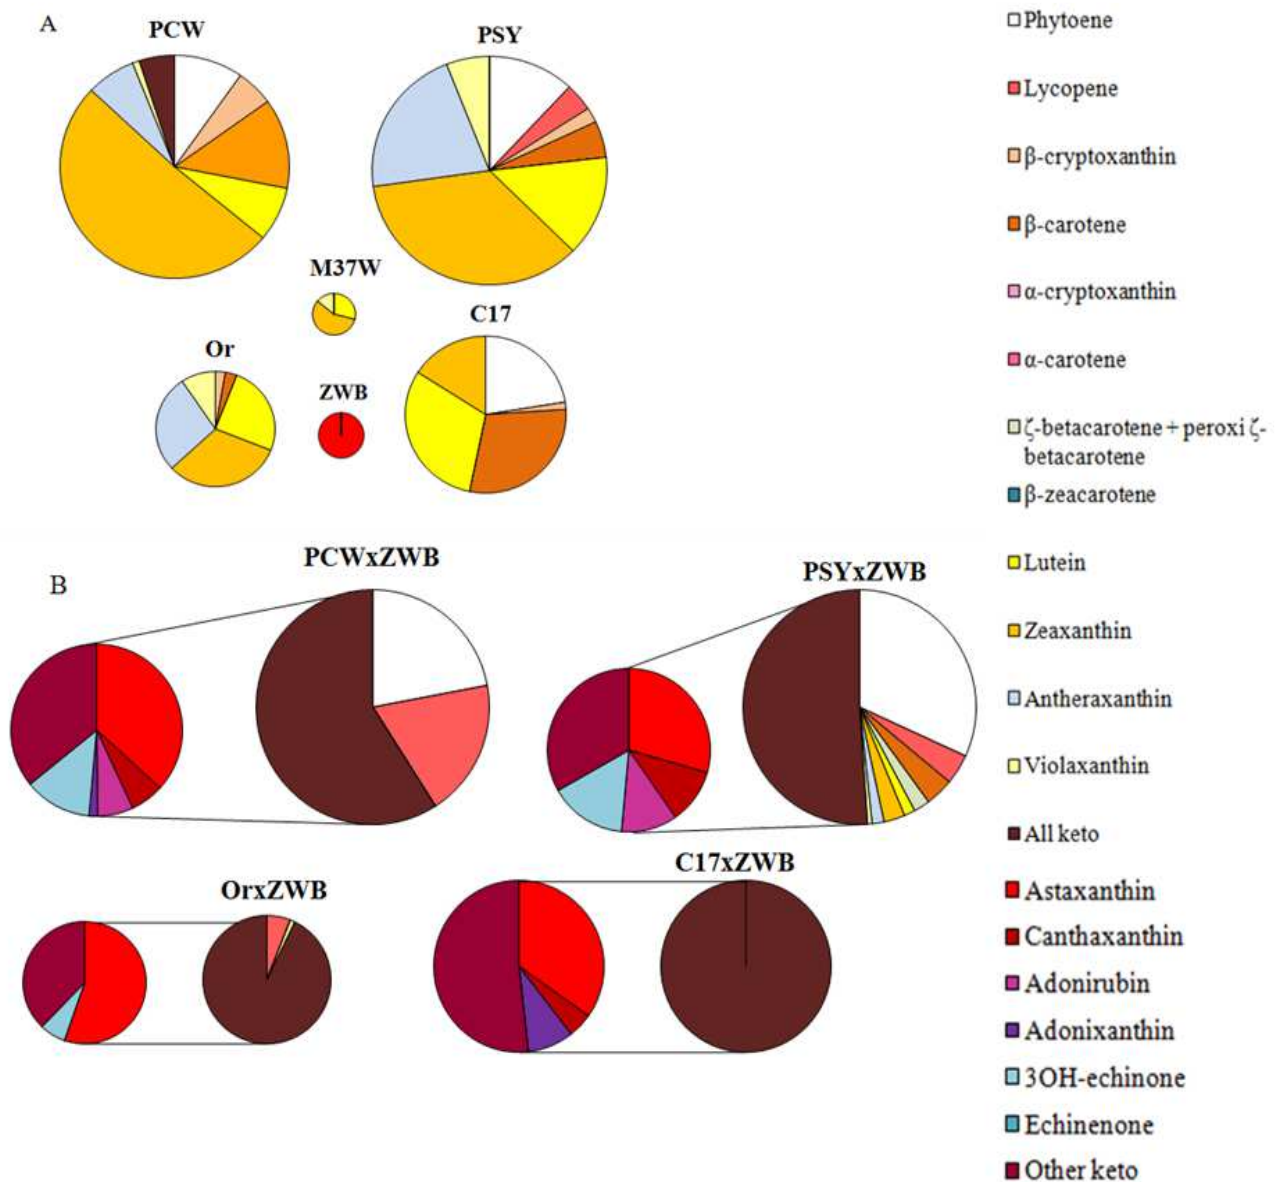 A
PCW
PSY
M37W
Or
ZWB
C17
B
PCWxZWB
PSYxZWB
OrxZWB
C17xZWB
Phytoene
Lycopene
β-cryptoxanthin
β-carotene
α-cryptoxanthin
α-carotene
ζ-betacarotene + peroxi ζ-
betacarotene
β-zeacarotene
Lutein
Zeaxanthin
Antheraxanthin
Violaxanthin
All keto
Astaxanthin
Canthaxanthin
Adonirubin
Adonixanthin
3OH-echinone
Echinenone
Other keto